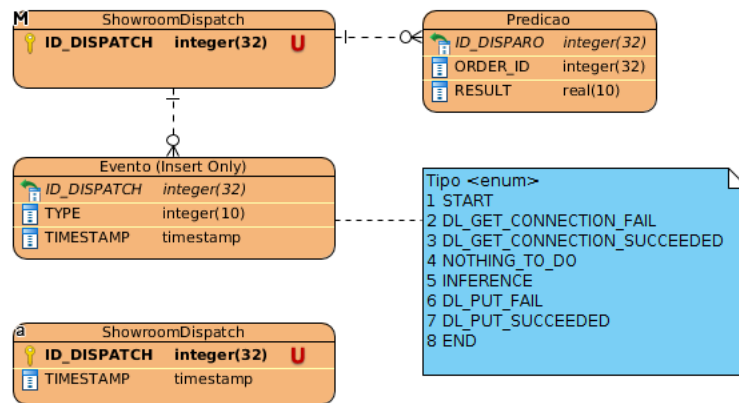 M
ShowroomDispatch
ID_DISPATCH integer(32) U
Predicao
ID_DISPARO integer(32)
ORDER_ID integer(32)
RESULT real(10)
Evento (Insert Only)
ID_DISPATCH integer(32)
TYPE integer(10)
TIMESTAMP timestamp
Tipo <enum>
1 START
2 DL_GET_CONNECTION_FAIL
3 DL_GET_CONNECTION_SUCCEEDED
4 NOTHING_TO_DO
5 INFERENCE
6 DL_PUT_FAIL
7 DL_PUT_SUCCEEDED
8 END
a
ShowroomDispatch
ID_DISPATCH integer(32) U
TIMESTAMP timestamp